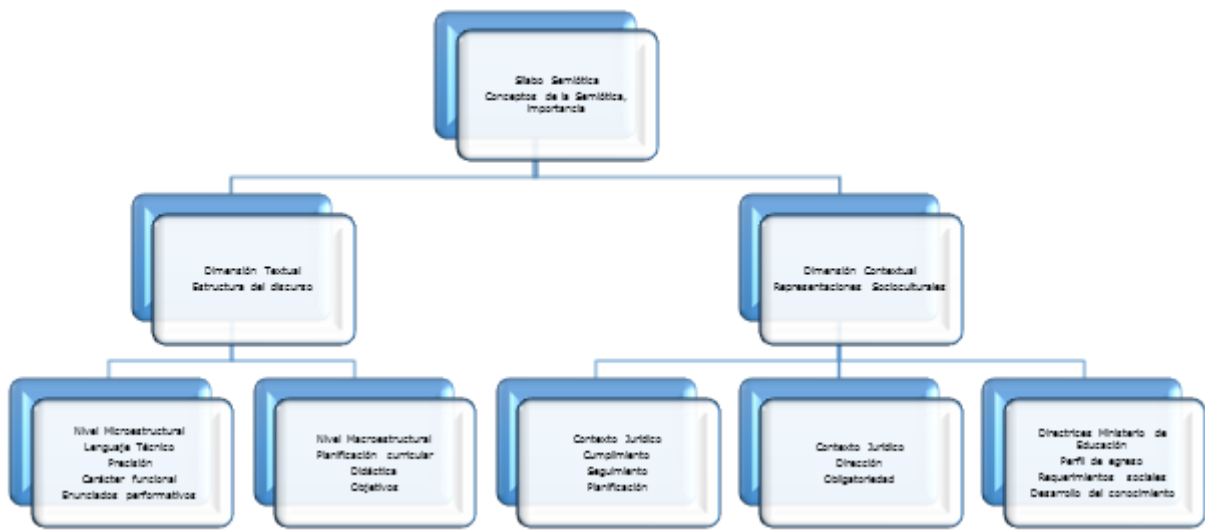 Sílabo Semiótica
Conceptos de la Semiótica,
Importancia
Dimensión Textual
Estructura del discurso
Dimensión Contextual
Representaciones Socioculturales
Nivel Microestructural
Lenguaje Técnico
Precisión
Carácter funcional
Enunciados performativos
Nivel Macroestructural
Planificación curricular
Didáctica
Objetivos
Contexto Jurídico
Cumplimiento
Seguimiento
Planificación
Contexto Jurídico
Dirección
Obligatoriedad
Directrices Ministerio de
Educación
Perfil de egreso
Requerimientos sociales
Desarrollo del conocimiento